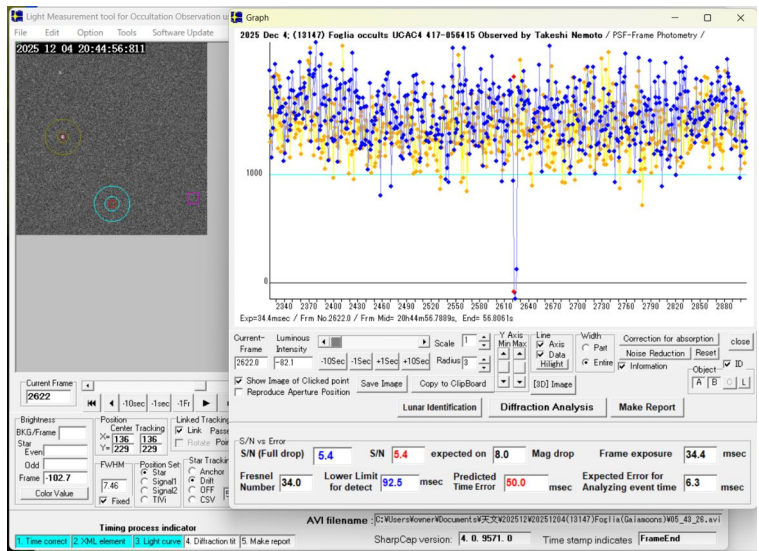 Light Measurement tool for Occultation Observation u
File Edit Option Tools Software Update
2025 12 04 20:44:56:811
Graph
2025 Dec 4; (13147) Foglia occults UCAC4 417-056415 Observed by Takeshi Nemoto / PSF-Frame Photometry /
1000
0
2340 2370 2400 2430 2460 2490 2520 2550 2580 2610 2640 2670 2700 2730 2760 2790 2820 2850 2880
Exp=34.4msec / Frm No.2622.0 / Frm Mid= 20h44m56.7889s, End= 56.8061s
Current-Frame
2622.0
Luminous Intensity
-82.1
-10Sec -1Sec +1Sec +10Sec
Scale 1
Radius 3
Y Axis
Min Max
Line
Axis
Data
Hilight
Width
Part
Entire
Correction for absorption
close
Noise Reduction
Reset
Information
ID
Object
A B C L
Show Image of Clicked point
Reproduce Aperture Position
Save Image
Copy to ClipBoard
[3D] Image
Lunar Identification
Diffraction Analysis
Make Report
S/N vs Error
S/N (Full drop) 5.4 S/N 5.4 expected on 8.0 Mag drop Frame exposure 34.4 msec
Fresnel Number 34.0 Lower Limit for detect 92.5 msec Predicted Time Error 50.0 msec Expected Error for Analyzing event time 6.3 msec
Current Frame
2622
-10sec -1sec -1Fr
Brightness
BKG/Frame
Star
Even
Odd
Frame -102.7
Color Value
Position
Center Tracking
X= 136 136
Y= 229 229
Linked Tracking
Link Passe
Rotate Poi
FWHM
7.46
Fixed
Position Set
Star
Signal1
Signal2
TIVi
Star Tracking
Anchor
Drift
OFF
CSV
Timing process indicator
1. Time correct 2. XML element 3. Light curve 4. Diffraction fit 5. Make report
AVI filename : C:¥Users¥owner¥Documents¥天文¥202512¥20251204(13147)Foglia(Gaiamoons)¥05_43_26.avi
SharpCap version: 4. 0. 9571. 0 Time stamp indicates FrameEnd